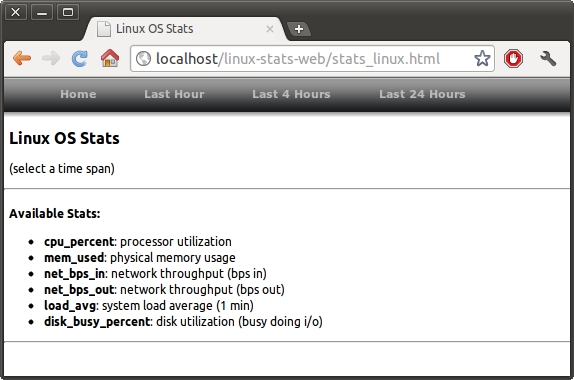 Linux OS Stats
localhost/linux-stats-web/stats_linux.html
Home Last Hour Last 4 Hours Last 24 Hours
Linux OS Stats
(select a time span)
Available Stats:
cpu_percent: processor utilization
mem_used: physical memory usage
net_bps_in: network throughput (bps in)
net_bps_out: network throughput (bps out)
load_avg: system load average (1 min)
disk_busy_percent: disk utilization (busy doing i/o)